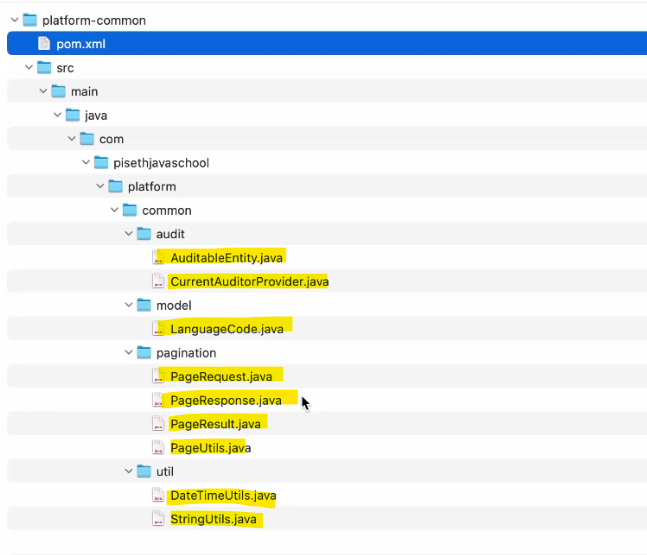 platform-common
pom.xml
src
main
java
com
pisethjavaschool
platform
common
audit
AuditableEntity.java
CurrentAuditorProvider.java
model
LanguageCode.java
pagination
PageRequest.java
PageResponse.java
PageResult.java
PageUtils.java
util
DateTimeUtils.java
StringUtils.java